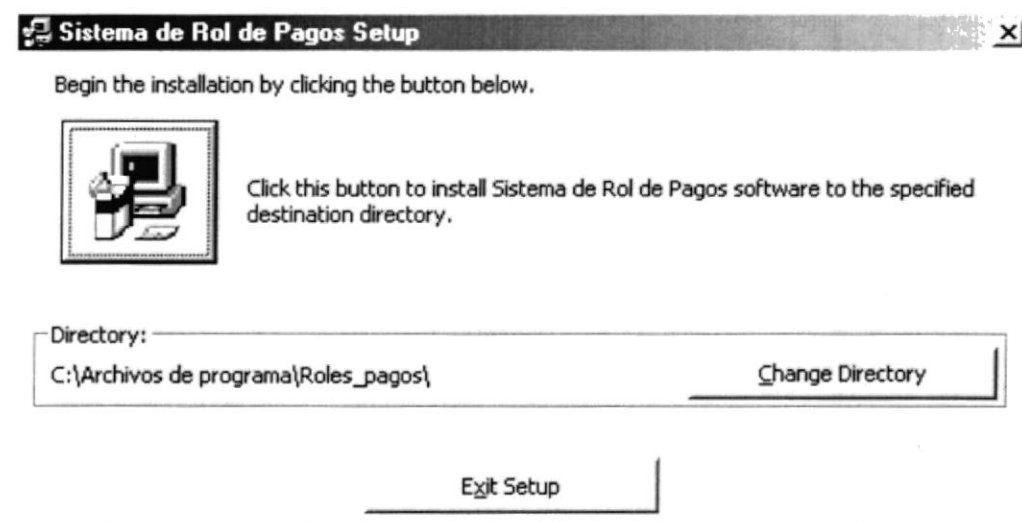 Sistema de Rol de Pagos Setup
Begin the installation by clicking the button below.
Click this button to install Sistema de Rol de Pagos software to the specified
destination directory.
Directory:
C:\Archivos de programa\Roles_pagos\
Change Directory
Exit Setup